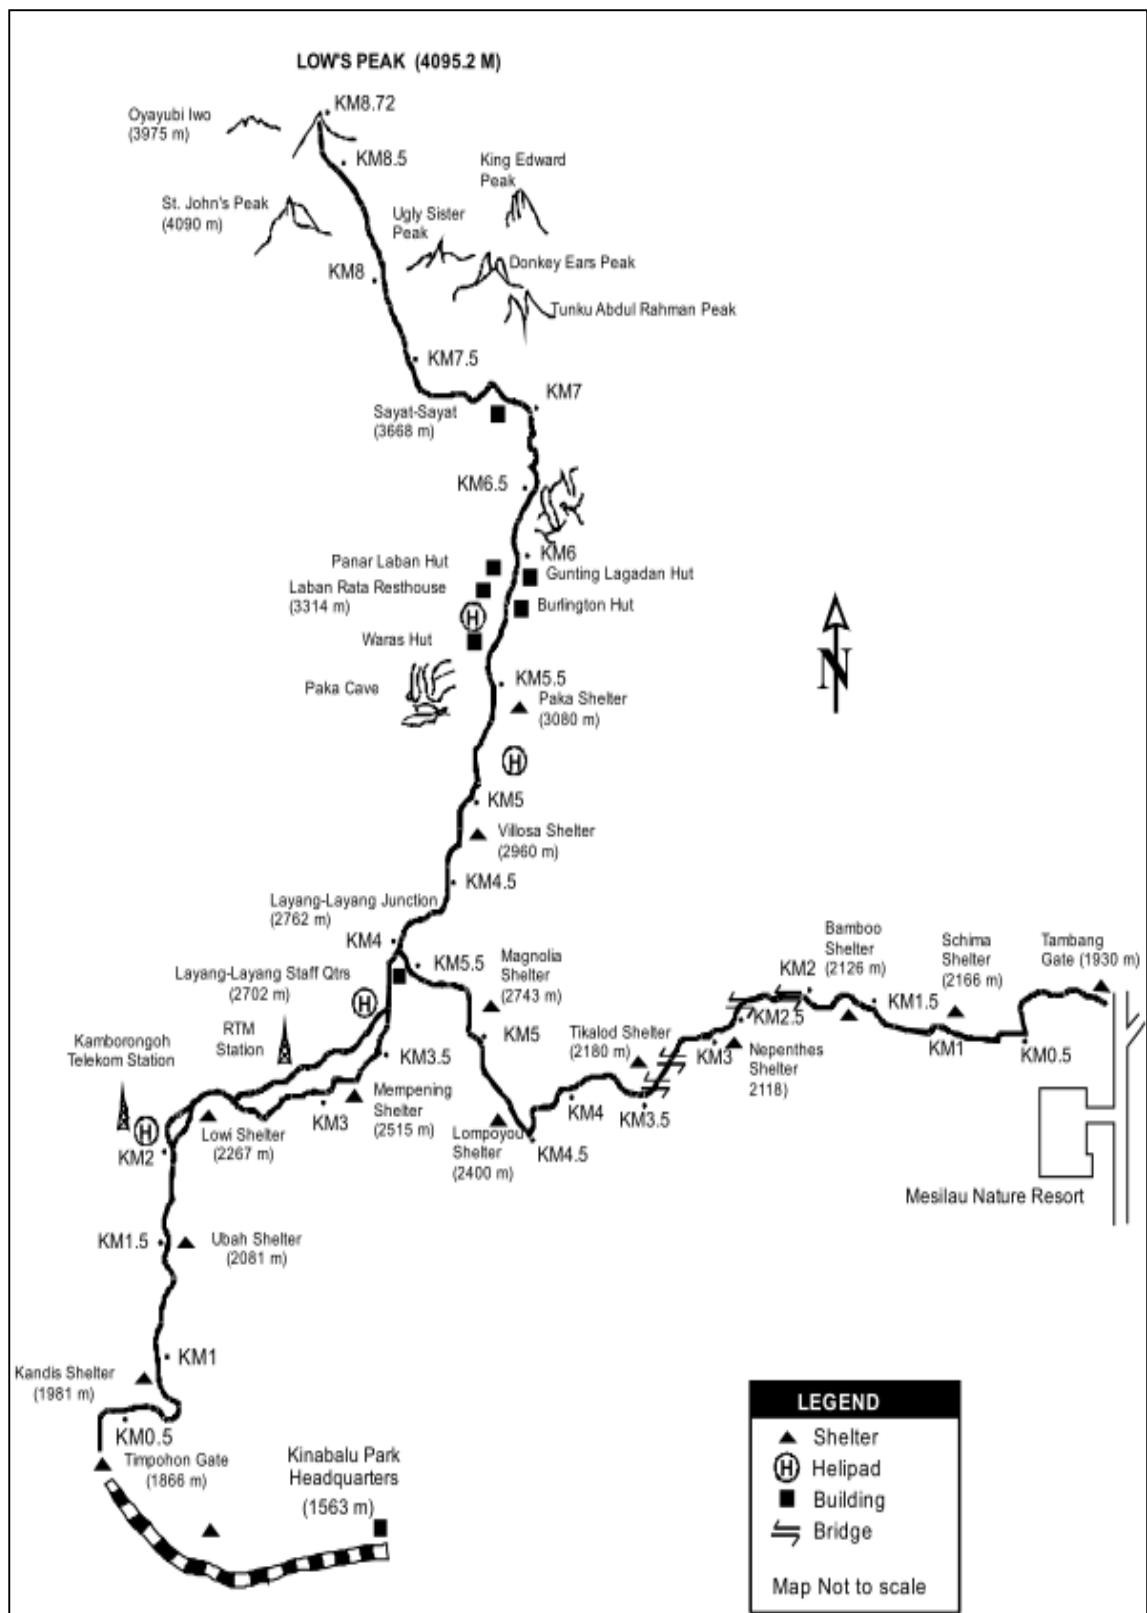 LOW'S PEAK (4095.2 M)
KM8.72
Oyayubi Iwo
(3975 m)
KM8.5
King Edward
Peak
St. John's Peak
(4090 m)
Ugly Sister
Peak
Donkey Ears Peak
KM8
Tunku Abdul Rahman Peak
KM7.5
KM7
Sayat-Sayat
(3668 m)
KM6.5
KM6
Panar Laban Hut
Gunting Lagadan Hut
Laban Rata Resthouse
(3314 m)
Burlington Hut
H
Waras Hut
N
Paka Cave
KM5.5
Paka Shelter
(3080 m)
H
KM5
Villosa Shelter
(2960 m)
KM4.5
Layang-Layang Junction
(2762 m)
KM4
KM5.5
Magnolia
Shelter
(2743 m)
Bamboo
Shelter
(2126 m)
KM2
Schima
Shelter
(2166 m)
Tambang
Gate (1930 m)
Layang-Layang Staff Qtrs
(2702 m)
H
RTM
Station
KM1.5
KM2.5
KM5
KM1
KM0.5
Kamborongoh
Telekom Station
KM3.5
Tikalod Shelter
(2180 m)
KM3
Nepenthes
Shelter
2118)
Mempening
Shelter
(2515 m)
KM3
KM4
KM3.5
Lowi Shelter
(2267 m)
H
KM2
Lompoyou
Shelter
(2400 m)
KM4.5
Mesilau Nature Resort
KM1.5
Ubah Shelter
(2081 m)
KM1
Kandis Shelter
(1981 m)
KM0.5
Timpohon Gate
(1866 m)
Kinabalu Park
Headquarters
(1563 m)
LEGEND
Shelter
H Helipad
Building
Bridge
Map Not to scale